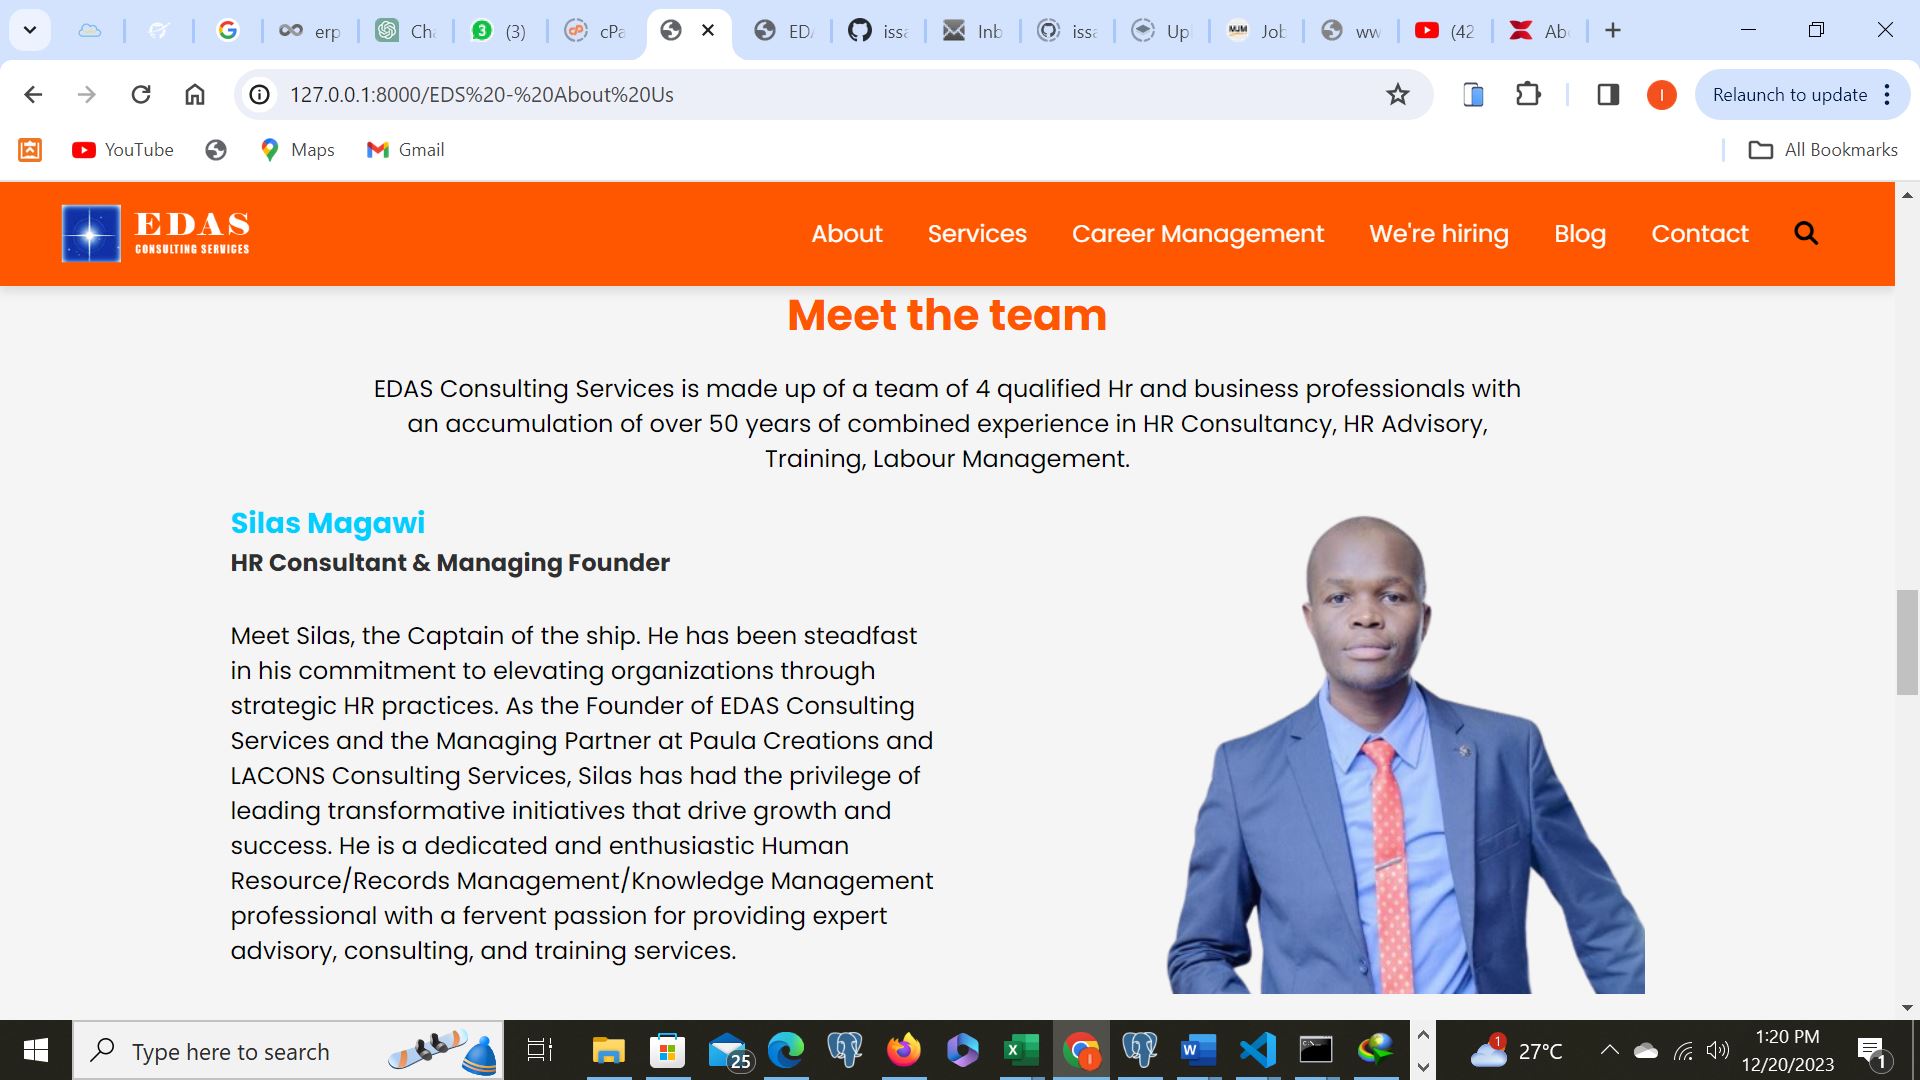 erp
Cha
3 (3)
cPa
EDA
issa
Inb
issa
Upl
MJM Job
ww
(42
Abo
127.0.0.1:8000/EDS%20-%20About%20Us
I
Relaunch to update
YouTube
Maps
Gmail
All Bookmarks
EDAS
CONSULTING SERVICES
About
Services
Career Management
We're hiring
Blog
Contact
Meet the team
EDAS Consulting Services is made up of a team of 4 qualified Hr and business professionals with
an accumulation of over 50 years of combined experience in HR Consultancy, HR Advisory,
Training, Labour Management.
Silas Magawi
HR Consultant & Managing Founder
Meet Silas, the Captain of the ship. He has been steadfast
in his commitment to elevating organizations through
strategic HR practices. As the Founder of EDAS Consulting
Services and the Managing Partner at Paula Creations and
LACONS Consulting Services, Silas has had the privilege of
leading transformative initiatives that drive growth and
success. He is a dedicated and enthusiastic Human
Resource/Records Management/Knowledge Management
professional with a fervent passion for providing expert
advisory, consulting, and training services.
Type here to search
25
1
27°C
1:20 PM
12/20/2023
1